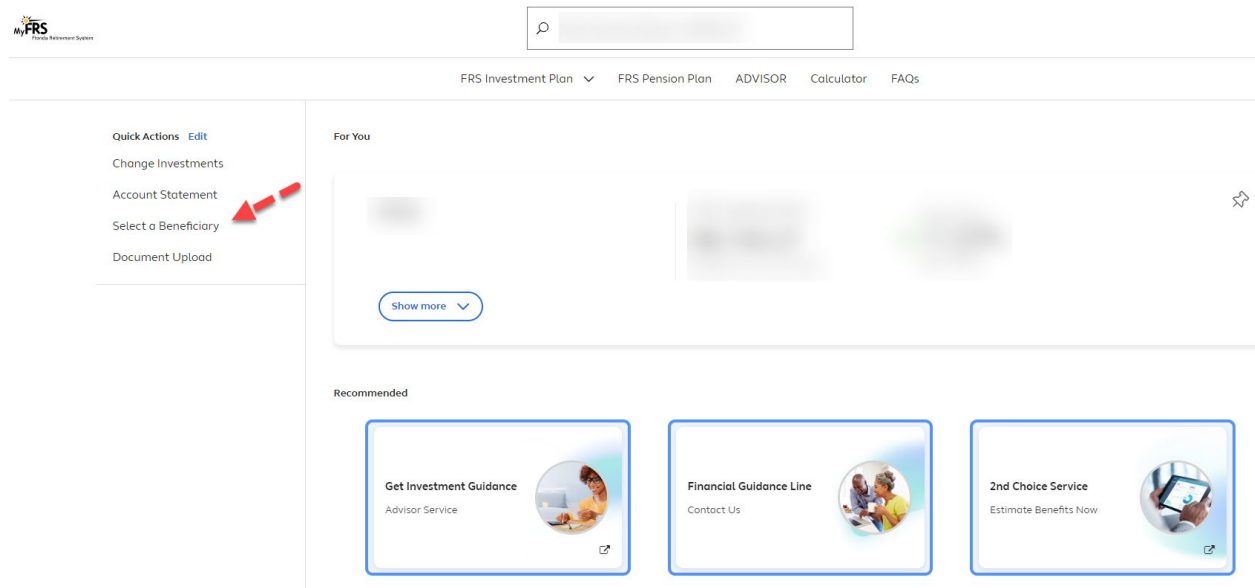 MyFRS
Florida Retirement System
FRS Investment Plan FRS Pension Plan ADVISOR Calculator FAQs
Quick Actions Edit
Change Investments
Account Statement
Select a Beneficiary
Document Upload
For You
Show more
Recommended
Get Investment Guidance
Advisor Service
Financial Guidance Line
Contact Us
2nd Choice Service
Estimate Benefits Now